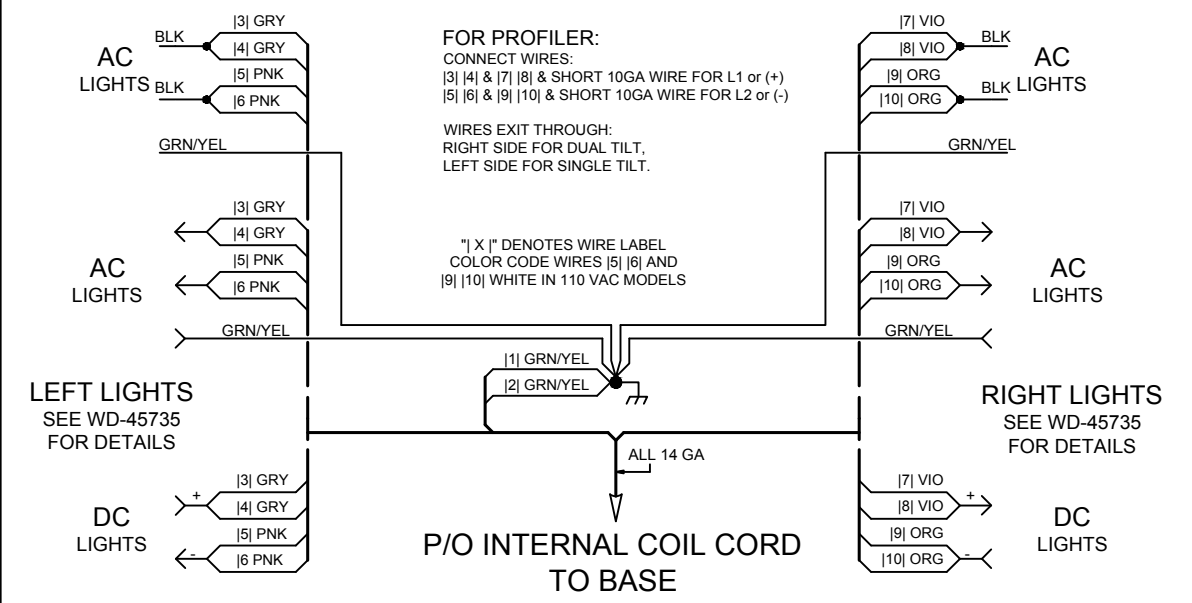 |3| GRY
BLK
|4| GRY
AC
LIGHTS
|5| PNK
BLK
|6 PNK
GRN/YEL
FOR PROFILER:
CONNECT WIRES:
|3| |4| & |7| |8| & SHORT 10GA WIRE FOR L1 or (+)
|5| |6| & |9| |10| & SHORT 10GA WIRE FOR L2 or (-)
WIRES EXIT THROUGH:
RIGHT SIDE FOR DUAL TILT,
LEFT SIDE FOR SINGLE TILT.
|7| VIO
BLK
|8| VIO
AC
LIGHTS
|9| ORG
BLK
|10| ORG
GRN/YEL
|3| GRY
|4| GRY
AC
LIGHTS
|5| PNK
|6 PNK
GRN/YEL
"| X |" DENOTES WIRE LABEL
COLOR CODE WIRES |5| |6| AND
|9| |10| WHITE IN 110 VAC MODELS
|7| VIO
|8| VIO
AC
LIGHTS
|9| ORG
|10| ORG
GRN/YEL
|1| GRN/YEL
|2| GRN/YEL
LEFT LIGHTS
SEE WD-45735
FOR DETAILS
RIGHT LIGHTS
SEE WD-45735
FOR DETAILS
ALL 14 GA
|3| GRY
+
|4| GRY
DC
LIGHTS
|5| PNK
-
|6 PNK
P/O INTERNAL COIL CORD
TO BASE
|7| VIO
+
|8| VIO
DC
LIGHTS
|9| ORG
-
|10| ORG